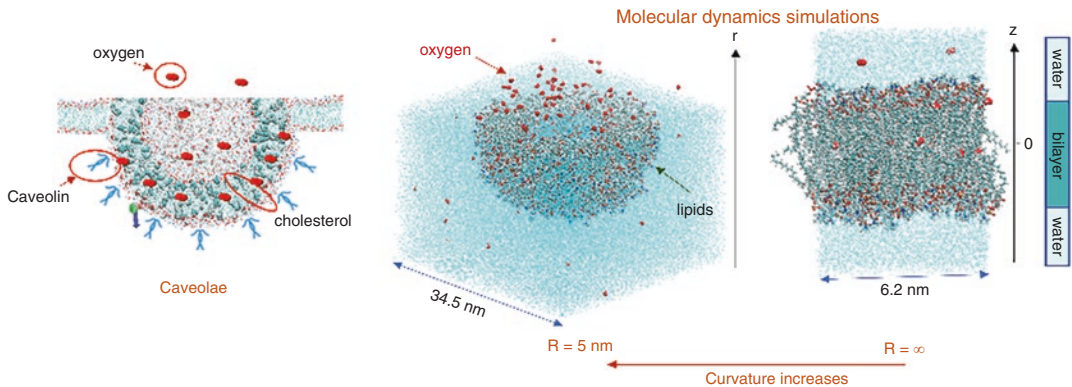 oxygen
Caveolin
cholesterol
Caveolae
Molecular dynamics simulations
oxygen
r
lipids
34.5 nm
R = 5 nm
z
0
6.2 nm
R = ∞
water
bilayer
water
Curvature increases